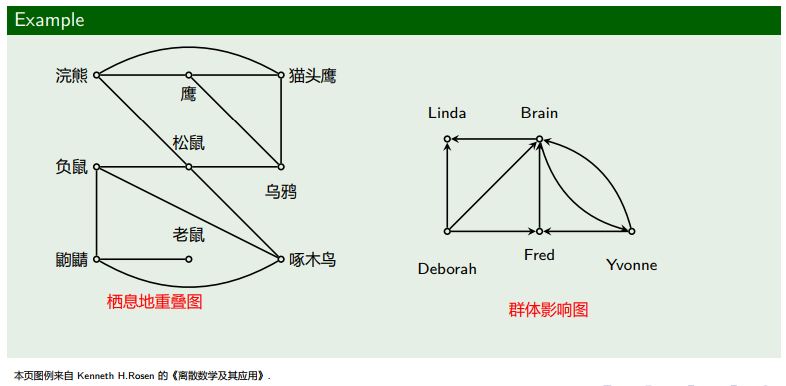 Example
浣熊
猫头鹰
鹰
松鼠
负鼠
乌鸦
老鼠
鼩鼱
啄木鸟
栖息地重叠图
Linda
Brain
Deborah
Fred
Yvonne
群体影响图
本页图例来自 Kenneth H.Rosen 的《离散数学及其应用》.